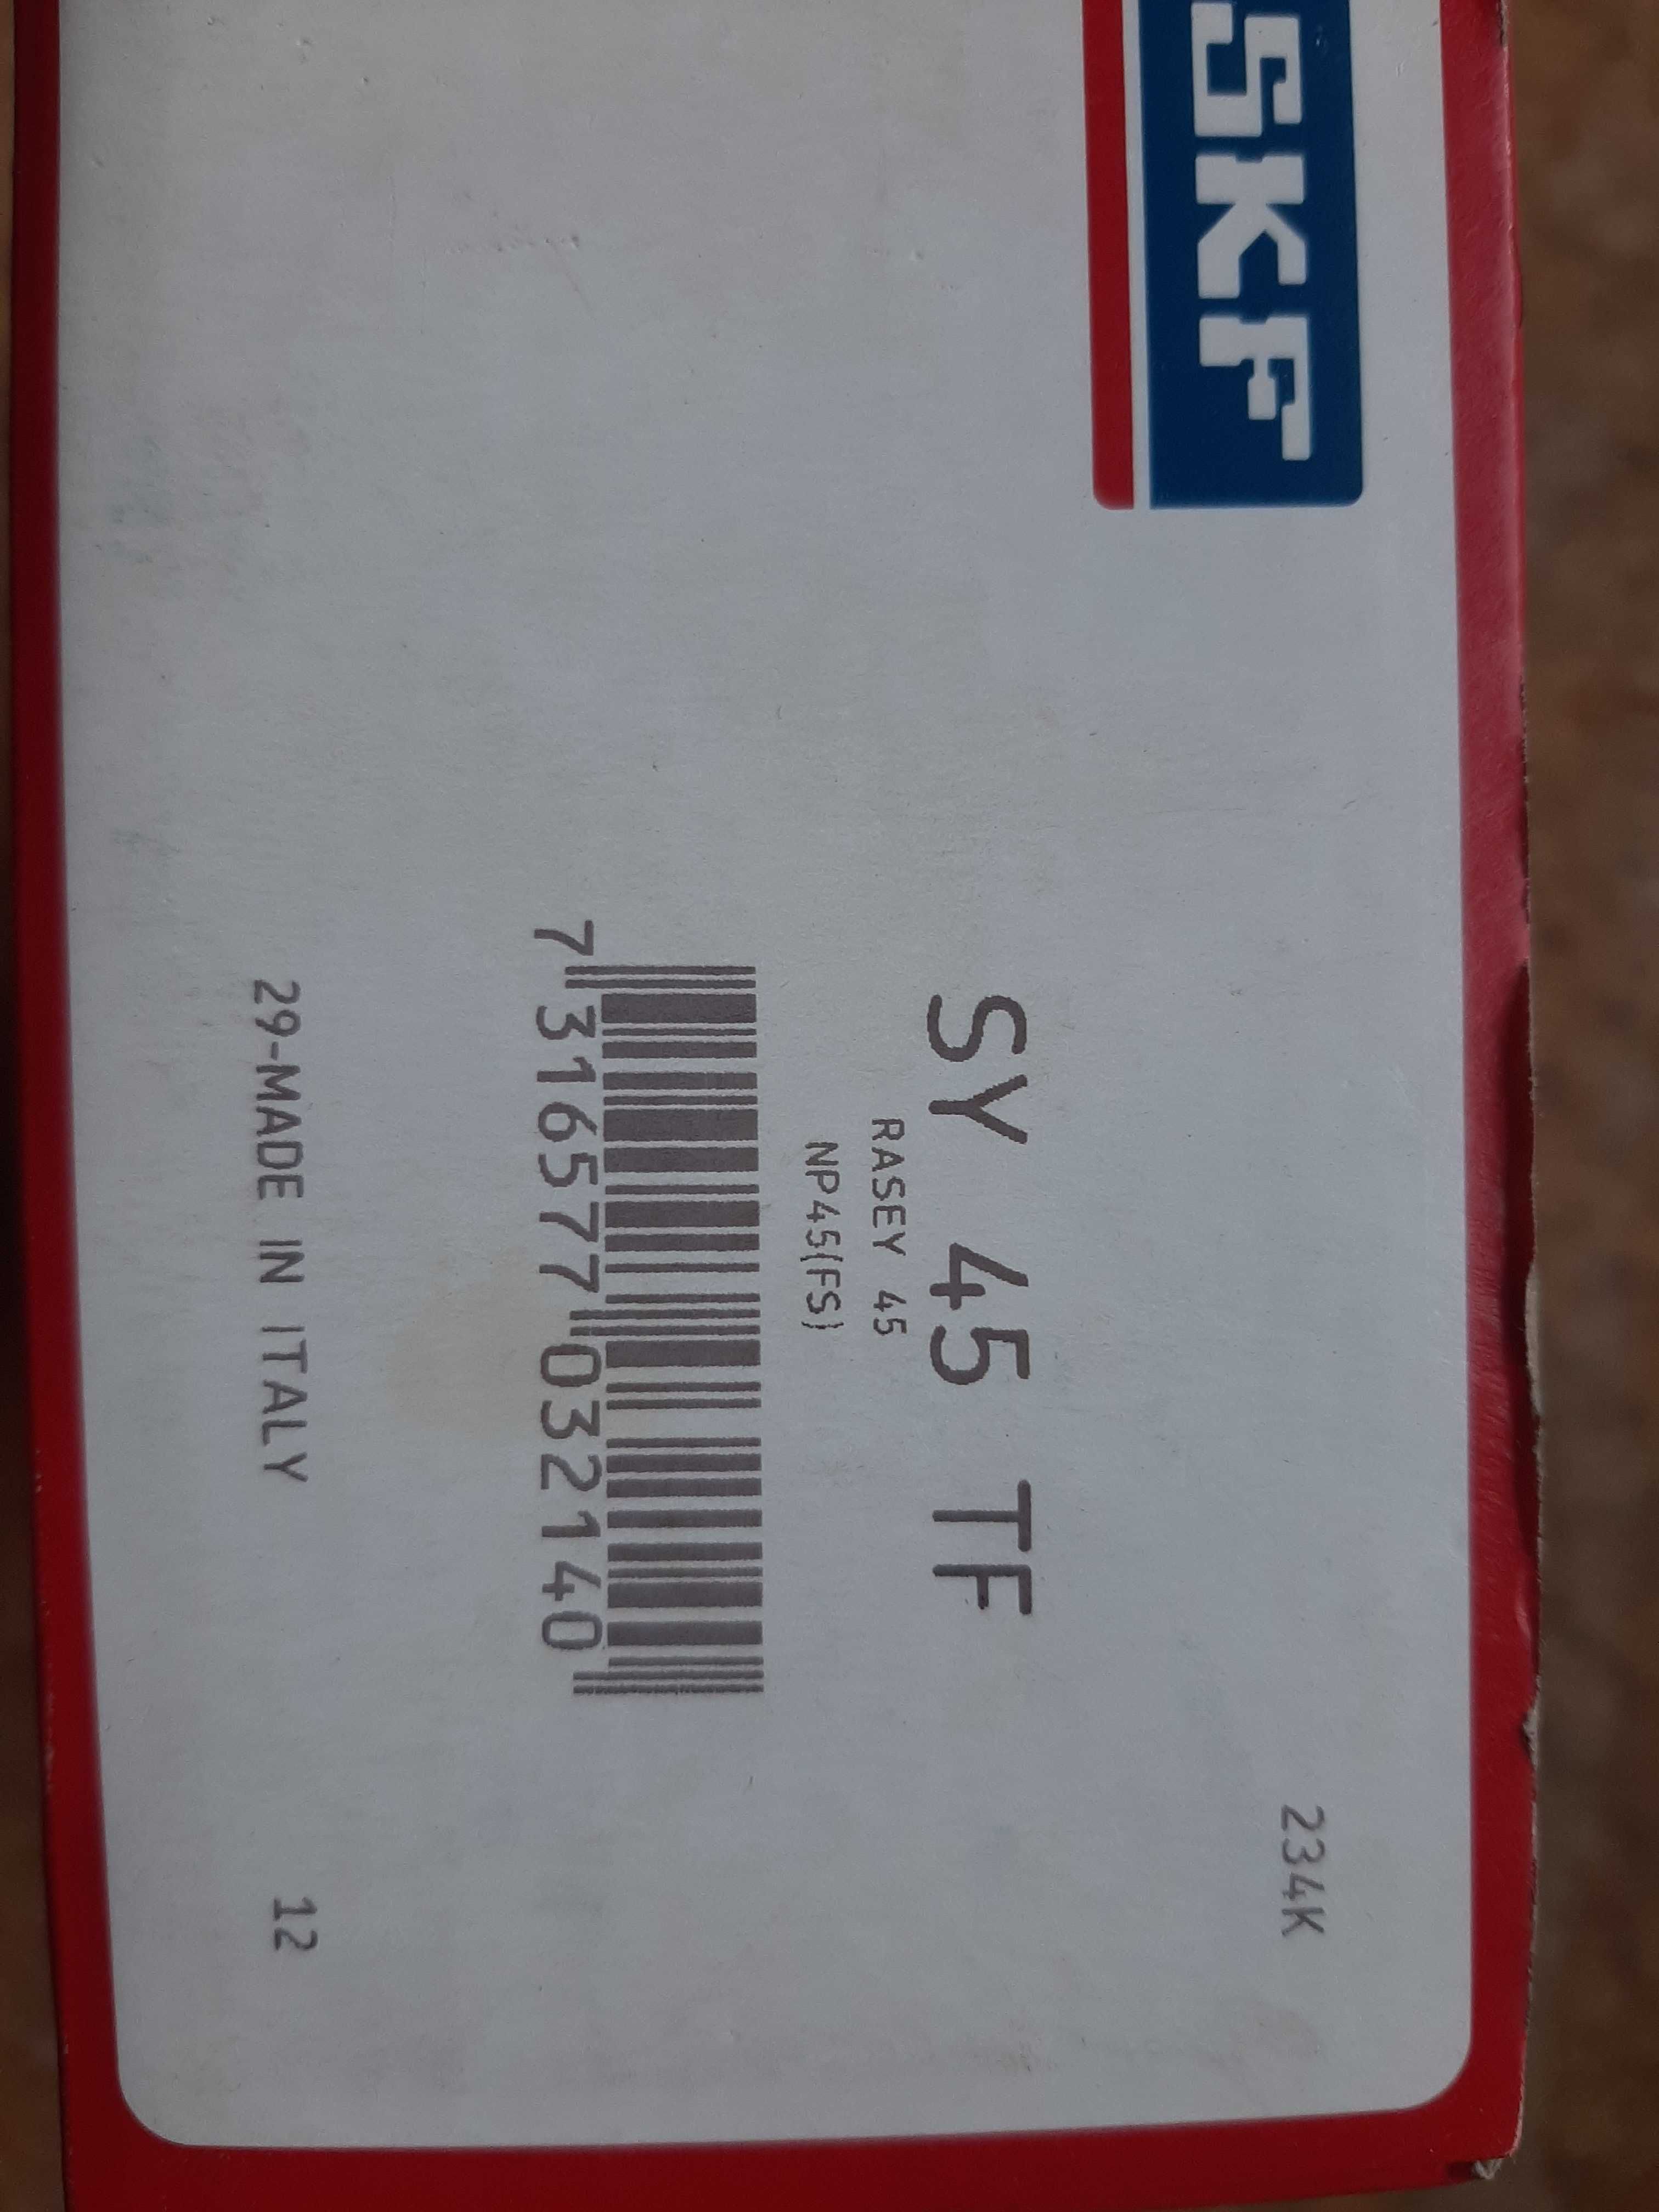 SKF
234K
SY 45 TF
RASEY 45
NP45(FS)
7 316577 032140
29-MADE IN ITALY
12